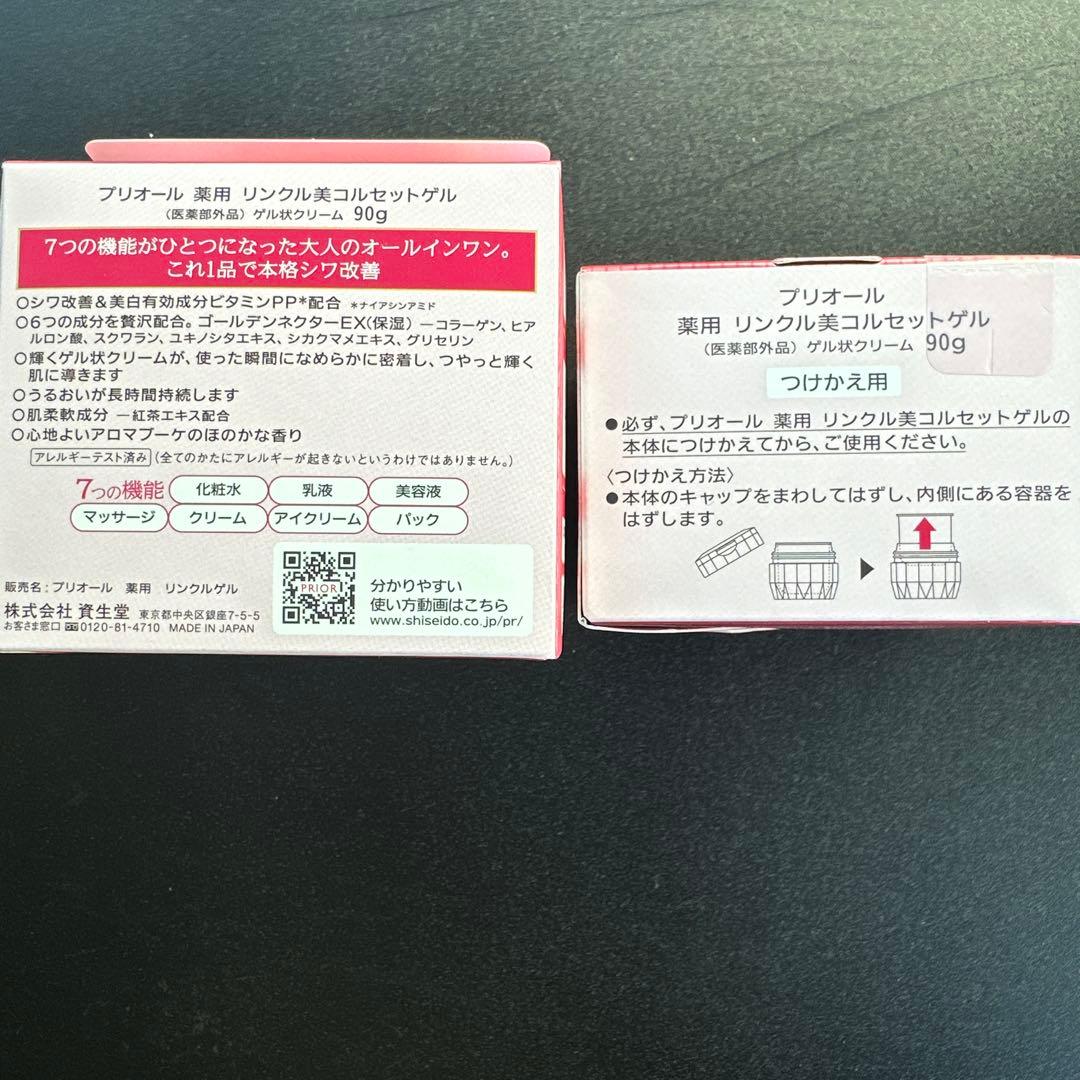 プリオール 薬用 リンクル美コルセットゲル
（医薬部外品）ゲル状クリーム 90g
7つの機能がひとつになった大人のオールインワン。
これ1品で本格シワ改善
○シワ改善&美白有効成分ビタミンPP*配合 *ナイアシンアミド
○6つの成分を贅沢配合。ゴールデンネクターEX(保湿) ―コラーゲン、ヒア
ルロン酸、スクワラン、ユキノシタエキス、シカクマメエキス、グリセリン
○輝くゲル状クリームが、使った瞬間になめらかに密着し、つやっと輝く
肌に導きます
○うるおいが長時間持続します
○肌柔軟成分 ―紅茶エキス配合
○心地よいアロマブーケのほのかな香り
アレルギーテスト済み（全てのかたにアレルギーが起きないというわけではありません。）
7つの機能 化粧水 乳液 美容液
マッサージ クリーム アイクリーム パック
販売名：プリオール 薬用 リンクルゲル
株式会社 資生堂 東京都中央区銀座7-5-5
お客さま窓口 0120-81-4710 MADE IN JAPAN
PRIOR
分かりやすい
使い方動画はこちら
www.shiseido.co.jp/pr/
プリオール
薬用 リンクル美コルセットゲル
（医薬部外品）ゲル状クリーム 90g
つけかえ用
●必ず、プリオール 薬用 リンクル美コルセットゲルの
本体につけかえてから、ご使用ください。
〈つけかえ方法〉
●本体のキャップをまわしてはずし、内側にある容器を
はずします。